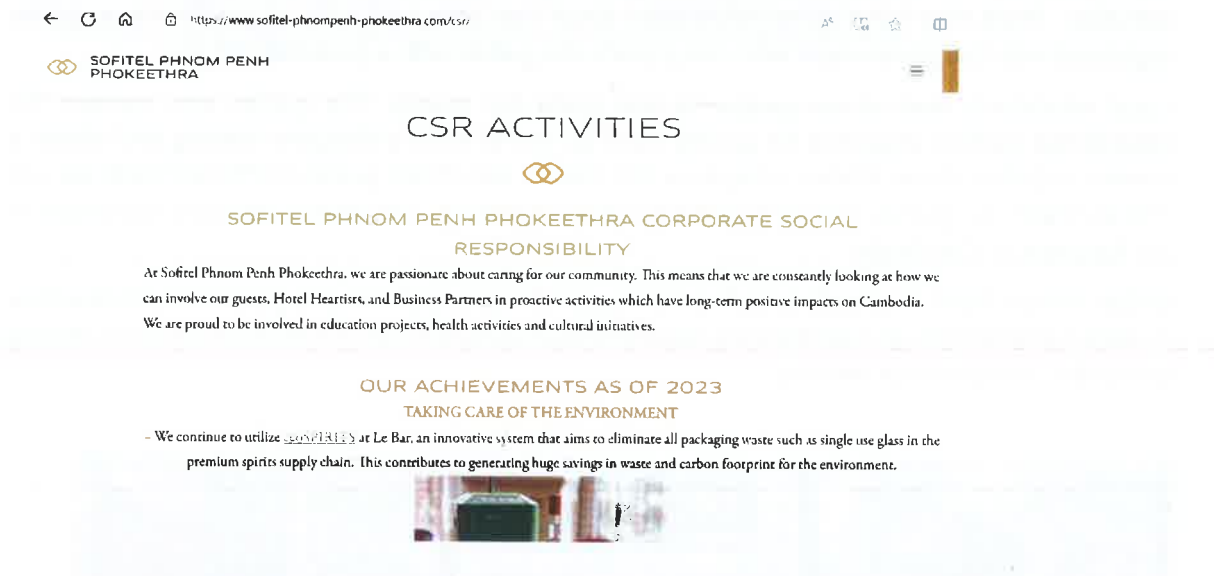 https://www.sofitel-phnompenh-phokeethra.com/csr/
SOFITEL PHNOM PENH
PHOKEETHRA
CSR ACTIVITIES
SOFITEL PHNOM PENH PHOKEETHRA CORPORATE SOCIAL
RESPONSIBILITY
At Sofitel Phnom Penh Phokeethra, we are passionate about caring for our community. This means that we are constantly looking at how we
can involve our guests, Hotel Heartists, and Business Partners in proactive activities which have long-term positive impacts on Cambodia.
We are proud to be involved in education projects, health activities and cultural initiatives.
OUR ACHIEVEMENTS AS OF 2023
TAKING CARE OF THE ENVIRONMENT
– We continue to utilize at Le Bar, an innovative system that aims to eliminate all packaging waste such as single use glass in the
premium spirits supply chain. This contributes to generating huge savings in waste and carbon footprint for the environment.